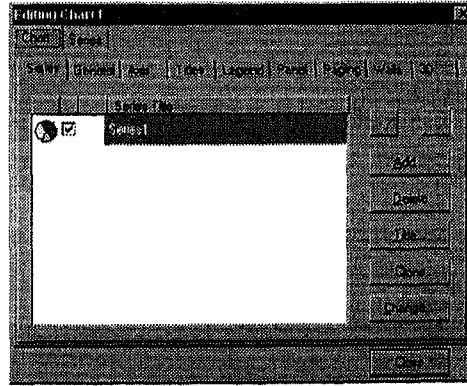 Editing Chart1
Chart Series
Series General Axis Titles Legend Panel Paging Walls 3D
Series Title
Series1
Add...
Delete
Title...
Clone
Change...
Close